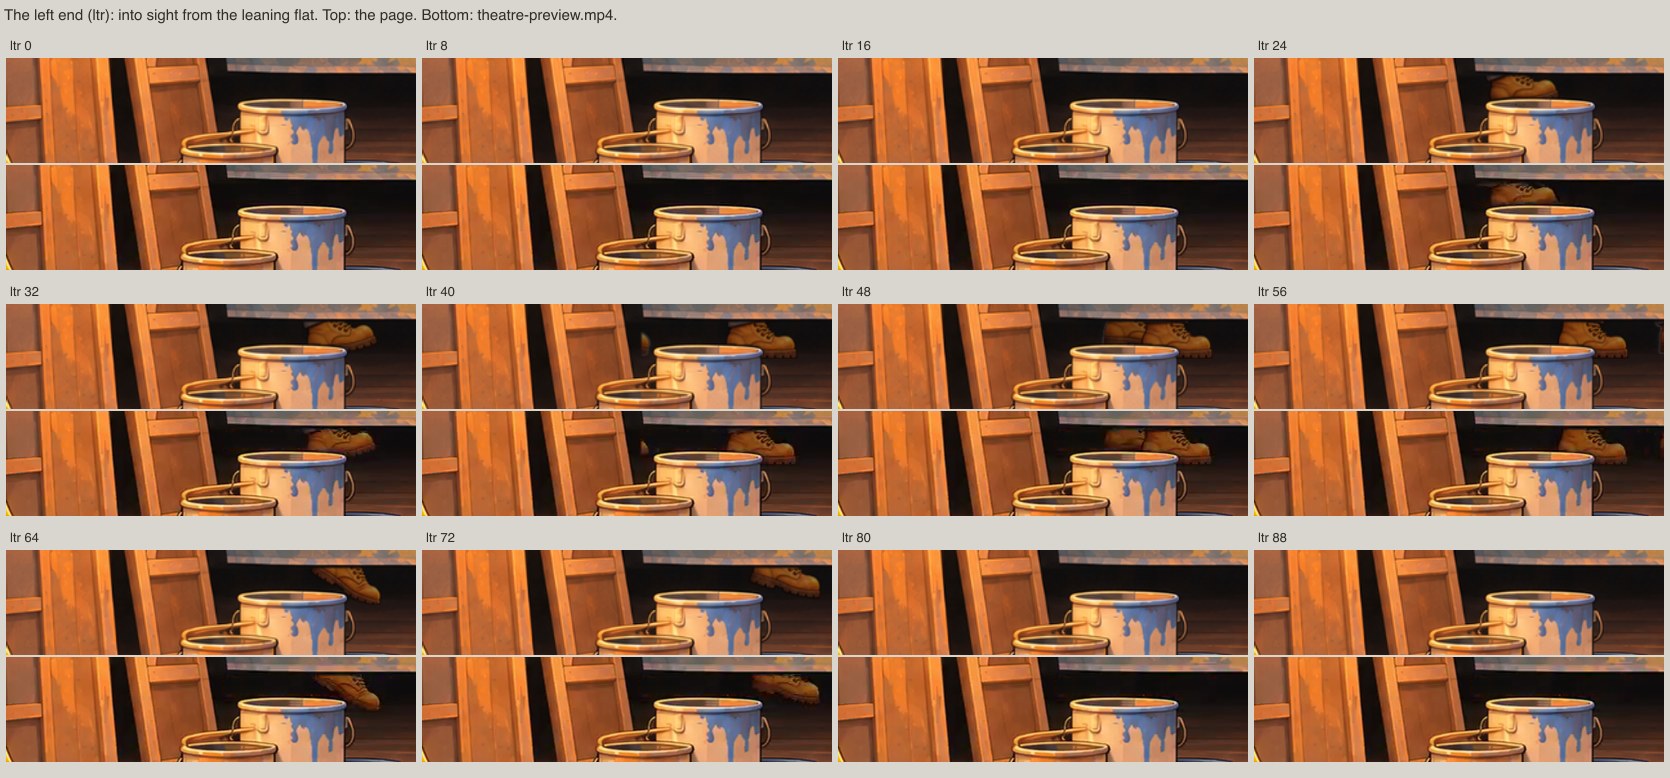 The left end (ltr): into sight from the leaning flat. Top: the page. Bottom: theatre-preview.mp4.
ltr 0
ltr 8
ltr 16
ltr 24
ltr 32
ltr 40
ltr 48
ltr 56
ltr 64
ltr 72
ltr 80
ltr 88